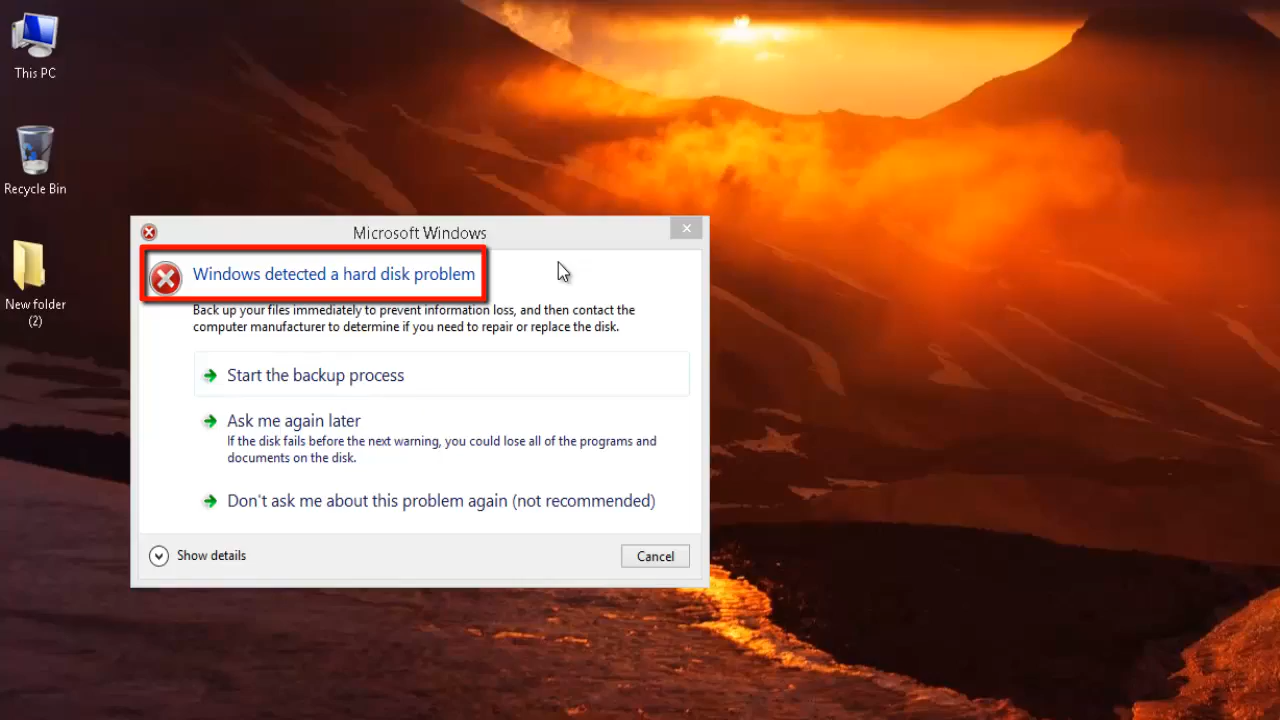 This PC
Recycle Bin
New folder
(2)
Microsoft Windows
Windows detected a hard disk problem
Back up your files immediately to prevent information loss, and then contact the
computer manufacturer to determine if you need to repair or replace the disk.
Start the backup process
Ask me again later
If the disk fails before the next warning, you could lose all of the programs and
documents on the disk.
Don't ask me about this problem again (not recommended)
Show details
Cancel